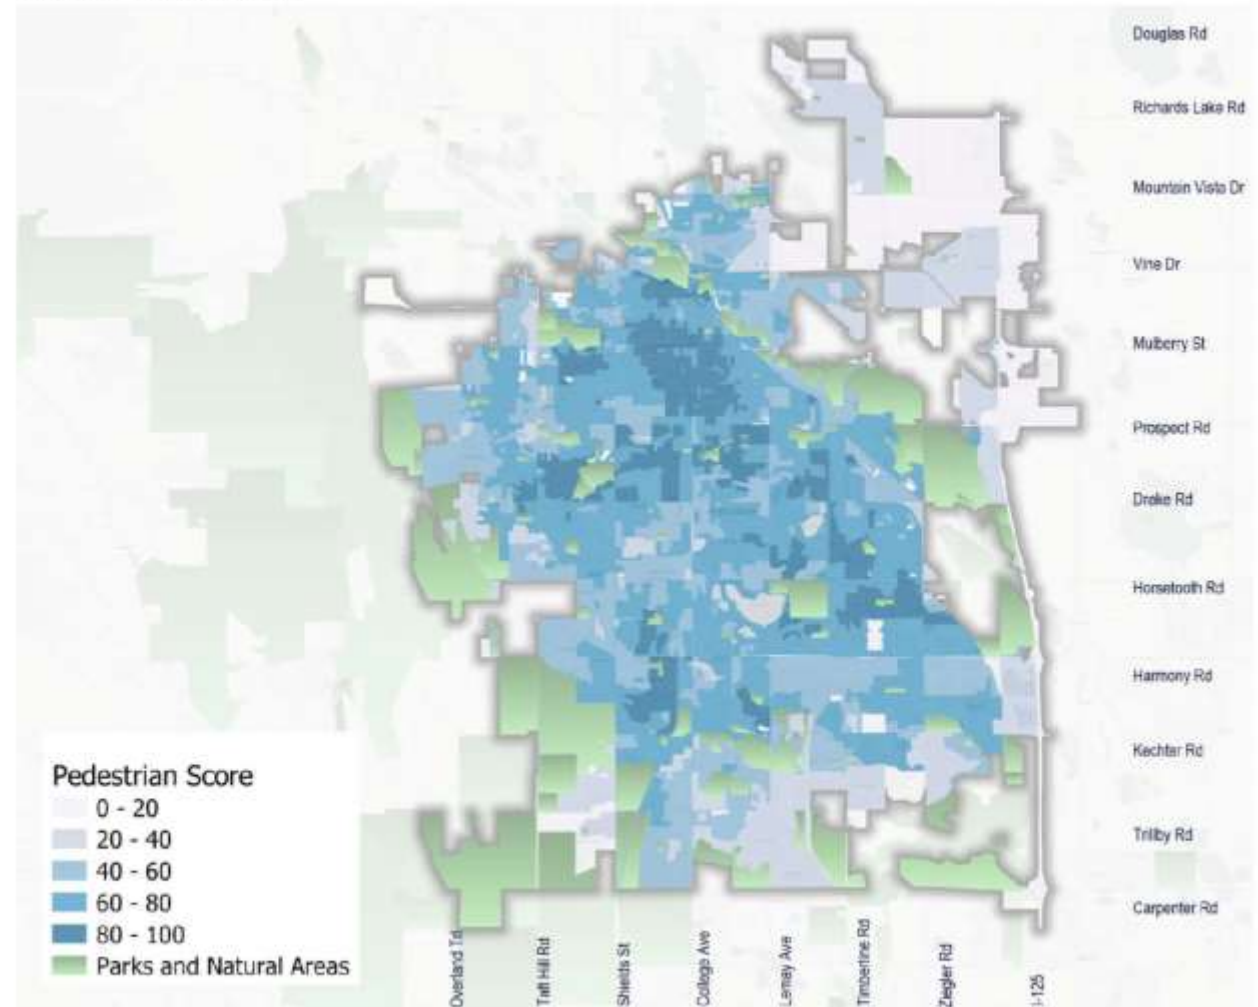 Douglas Rd
Richards Lake Rd
Mountain Vista Dr
Vine Dr
Mulberry St
Prospect Rd
Drake Rd
Horsetooth Rd
Harmony Rd
Kechter Rd
Trilby Rd
Carpenter Rd
Pedestrian Score
0 - 20
20 - 40
40 - 60
60 - 80
80 - 100
Parks and Natural Areas
Overland Td
Taft Hill Rd
Shields St
College Ave
Lemay Ave
Timberline Rd
Ziegler Rd
I-125